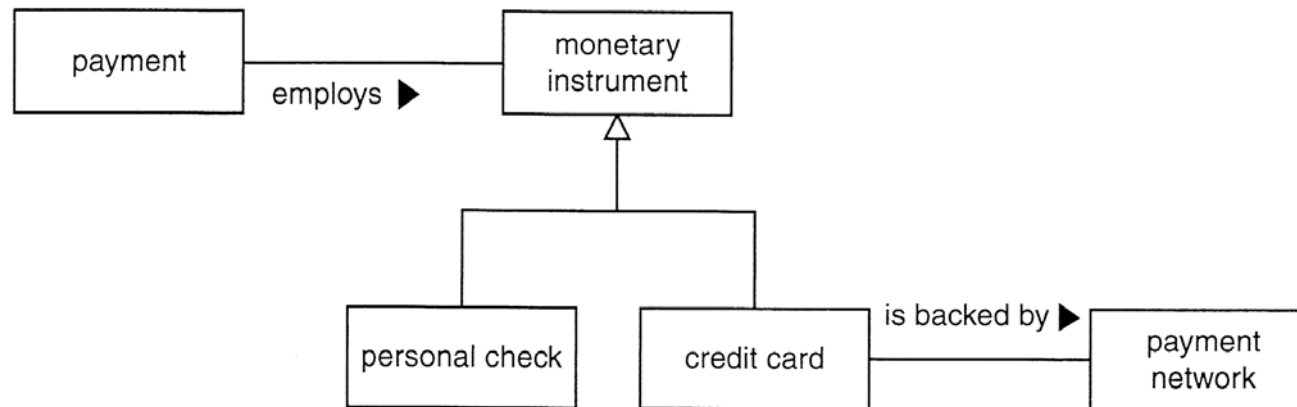 payment
employs ▶
monetary
instrument
personal check
credit card
is backed by ▶
payment
network